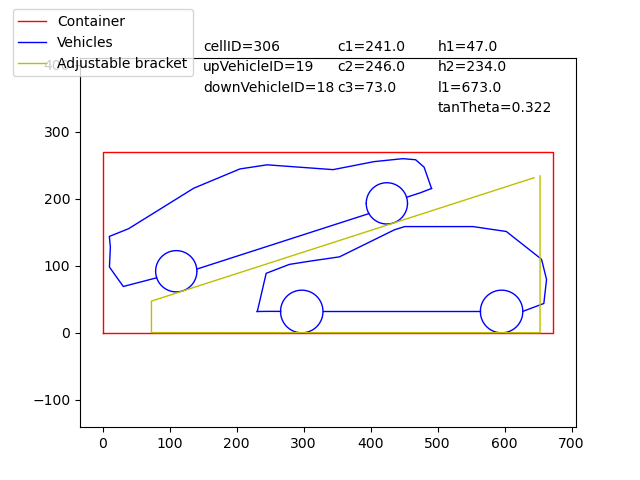 Container
Vehicles
Adjustable bracket
cellID=306 c1=241.0 h1=47.0
upVehicleID=19 c2=246.0 h2=234.0
downVehicleID=18 c3=73.0 l1=673.0
tanTheta=0.322
400
300
200
100
0
−100
0 100 200 300 400 500 600 700